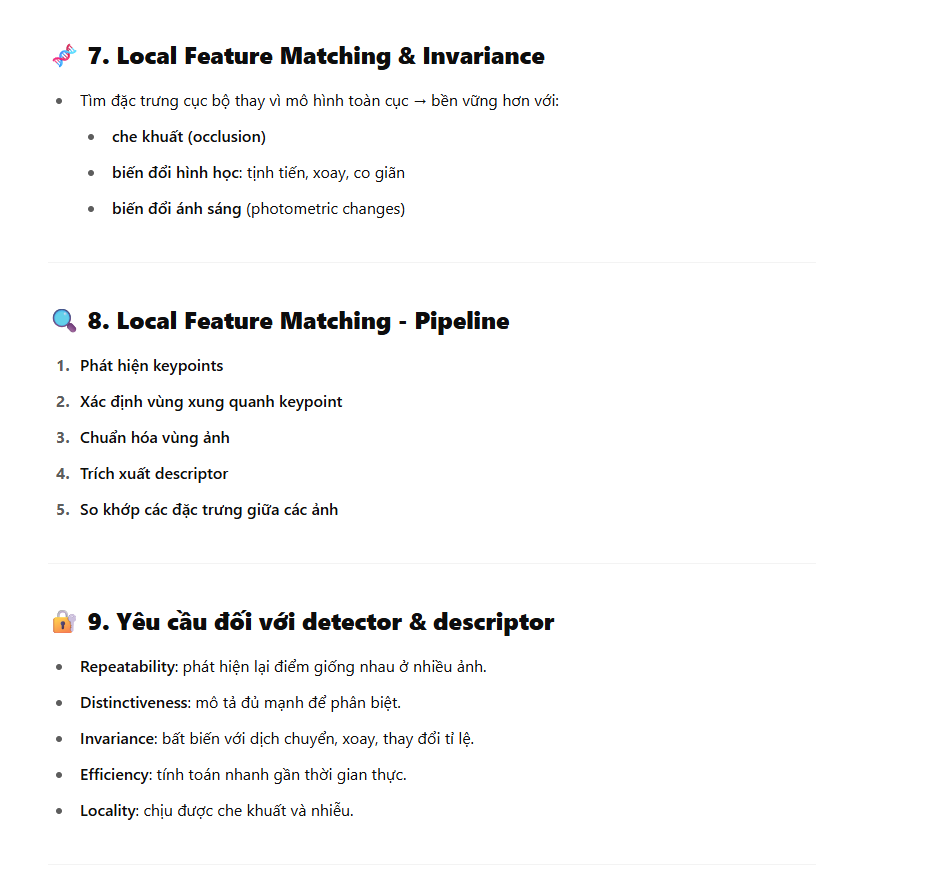 🧬 7. Local Feature Matching & Invariance
• Tìm đặc trưng cục bộ thay vì mô hình toàn cục → bền vững hơn với:
• che khuất (occlusion)
• biến đổi hình học: tịnh tiến, xoay, co giãn
• biến đổi ánh sáng (photometric changes)
🔍 8. Local Feature Matching - Pipeline
1. Phát hiện keypoints
2. Xác định vùng xung quanh keypoint
3. Chuẩn hóa vùng ảnh
4. Trích xuất descriptor
5. So khớp các đặc trưng giữa các ảnh
🔐 9. Yêu cầu đối với detector & descriptor
• Repeatability: phát hiện lại điểm giống nhau ở nhiều ảnh.
• Distinctiveness: mô tả đủ mạnh để phân biệt.
• Invariance: bất biến với dịch chuyển, xoay, thay đổi tỉ lệ.
• Efficiency: tính toán nhanh gần thời gian thực.
• Locality: chịu được che khuất và nhiễu.